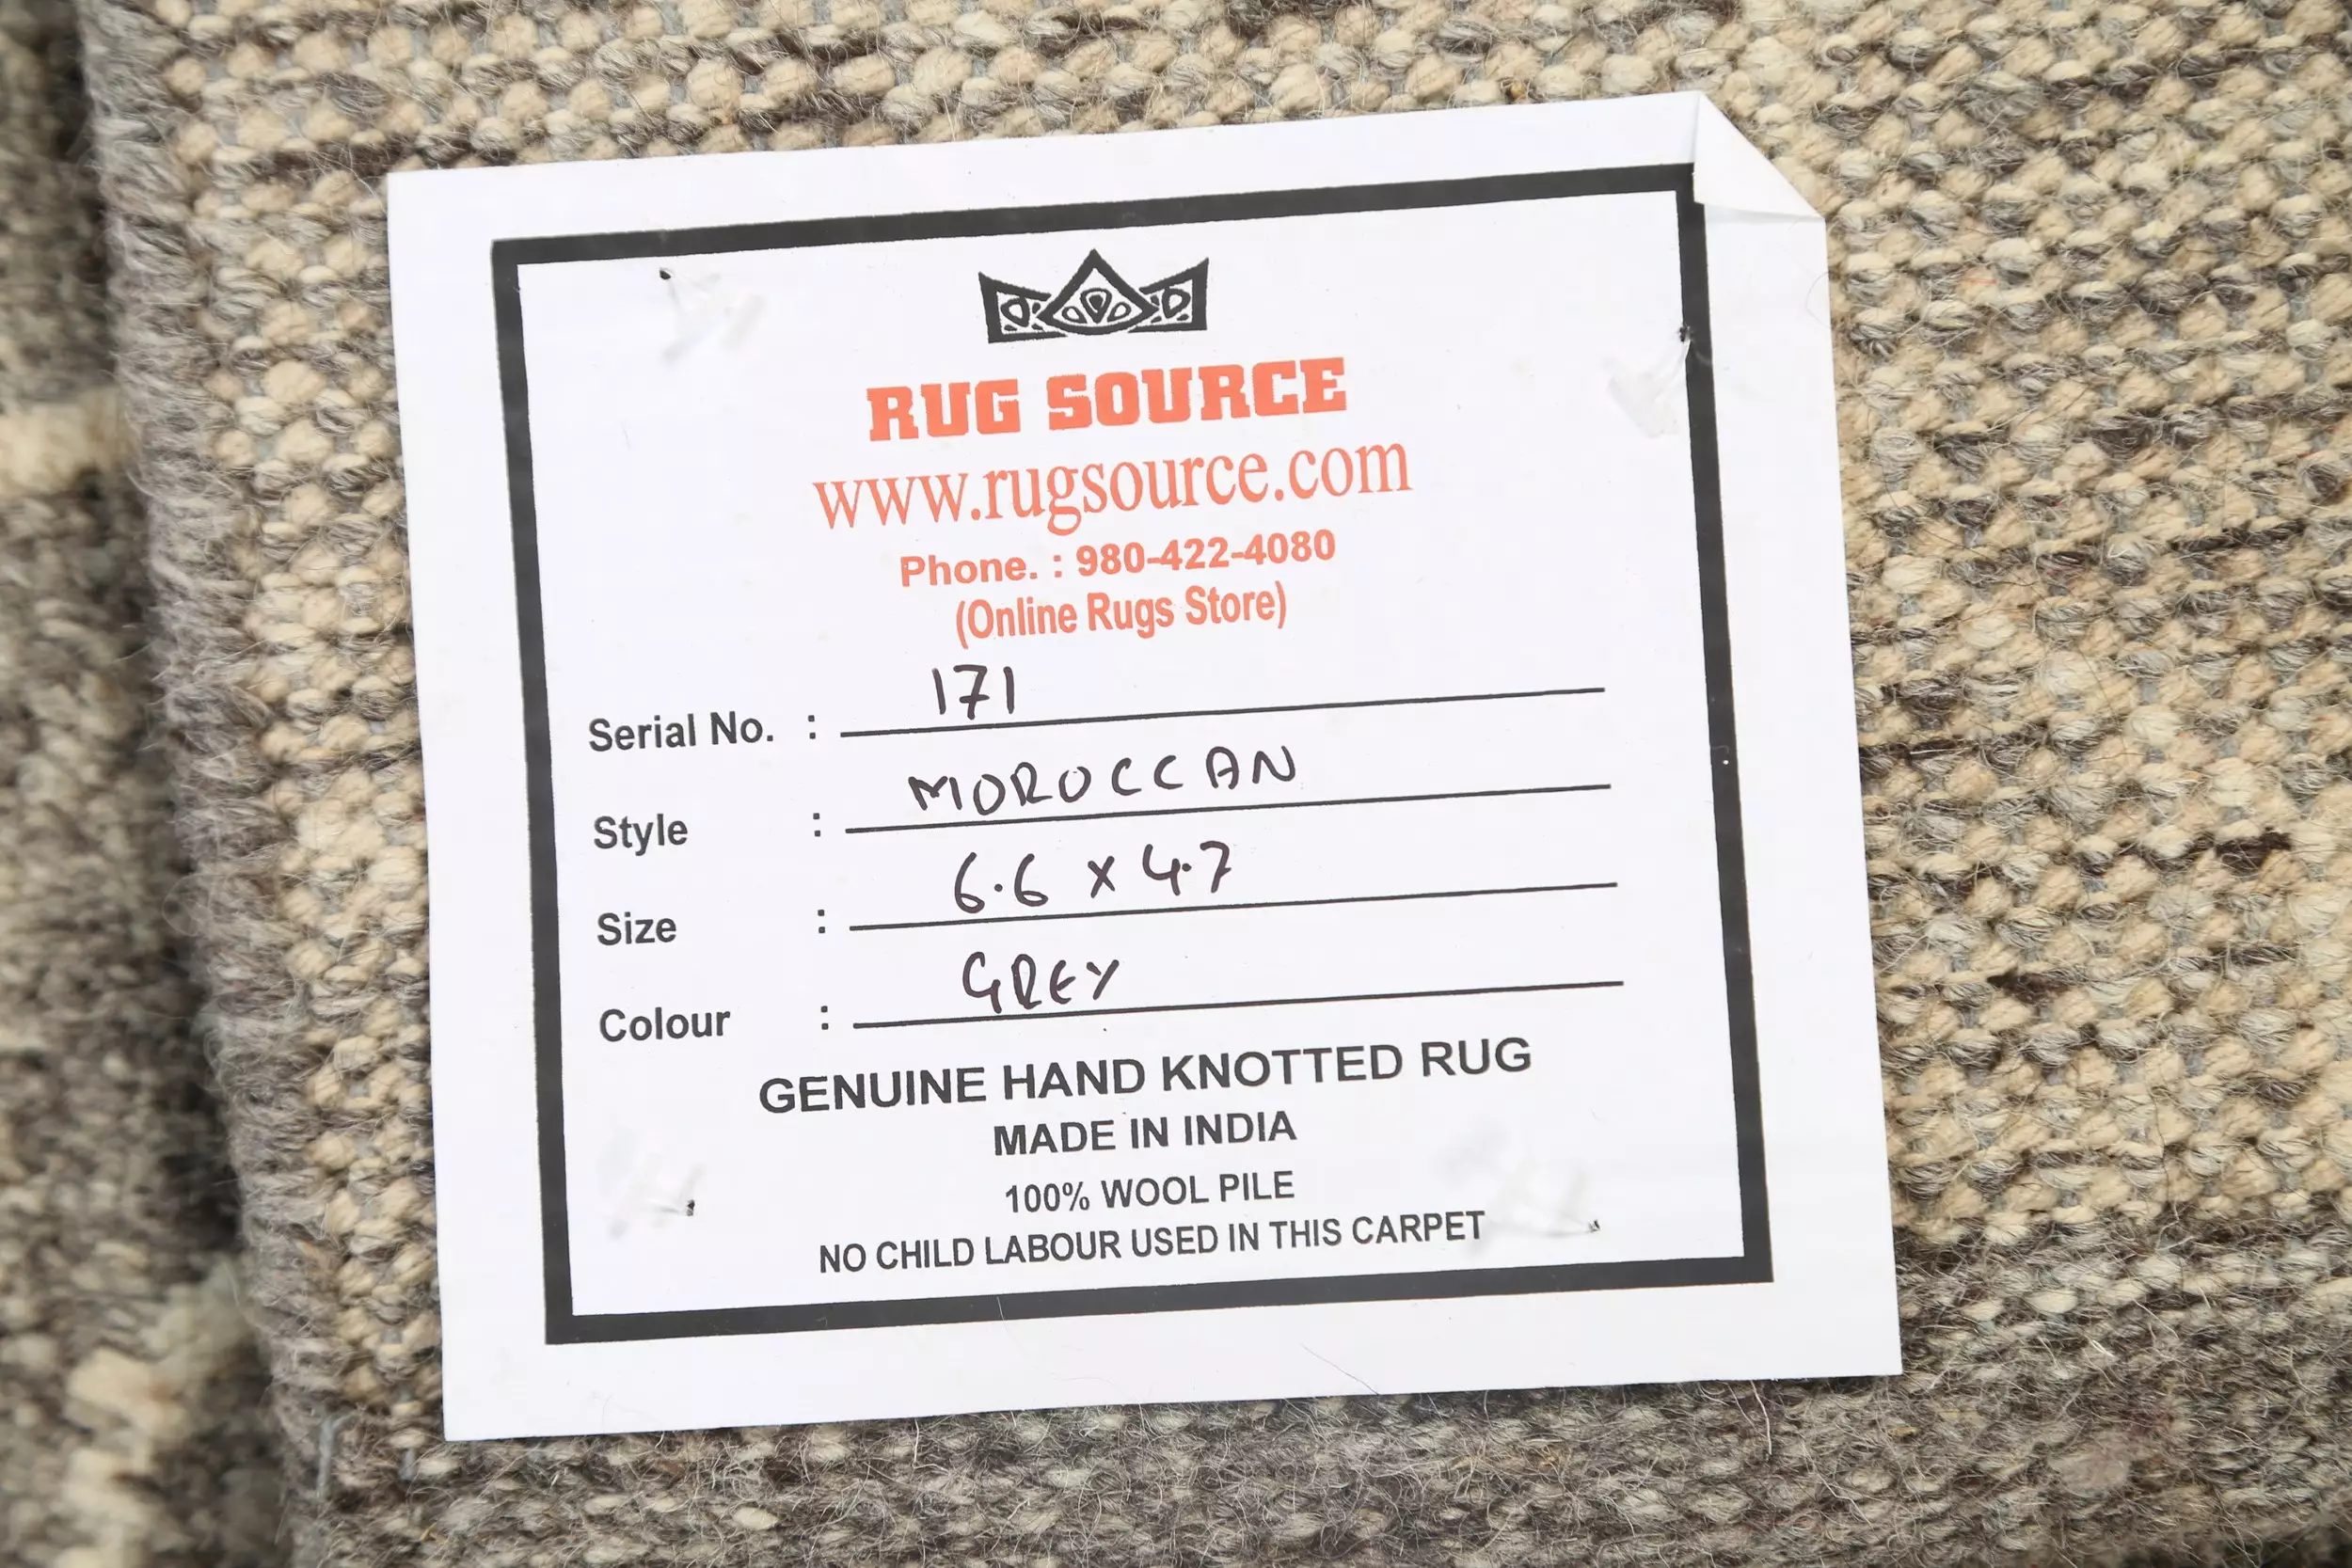 RUG SOURCE
www.rugsource.com
Phone. : 980-422-4080
(Online Rugs Store)
Serial No. : 171
Style : MOROCCAN
Size : 6.6 x 4.7
Colour : GREY
GENUINE HAND KNOTTED RUG
MADE IN INDIA
100% WOOL PILE
NO CHILD LABOUR USED IN THIS CARPET